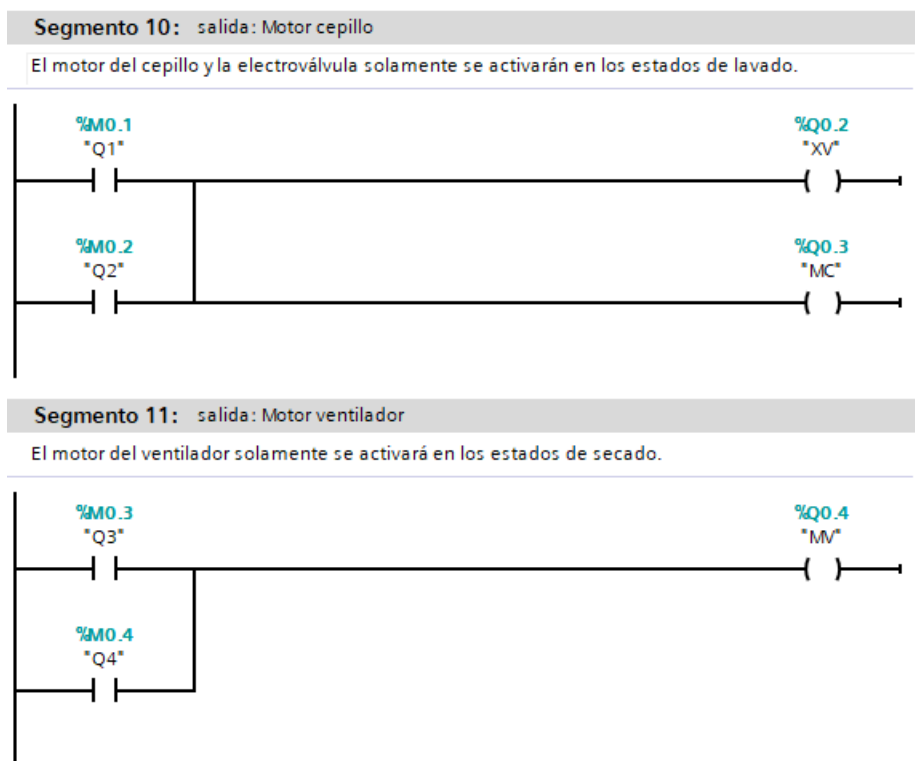 Segmento 10: salida: Motor cepillo
El motor del cepillo y la electroválvula solamente se activarán en los estados de lavado.
%M0.1 %Q0.2
"Q1" "XV"
%M0.2 %Q0.3
"Q2" "MC"
Segmento 11: salida: Motor ventilador
El motor del ventilador solamente se activará en los estados de secado.
%M0.3 %Q0.4
"Q3" "MV"
%M0.4
"Q4"